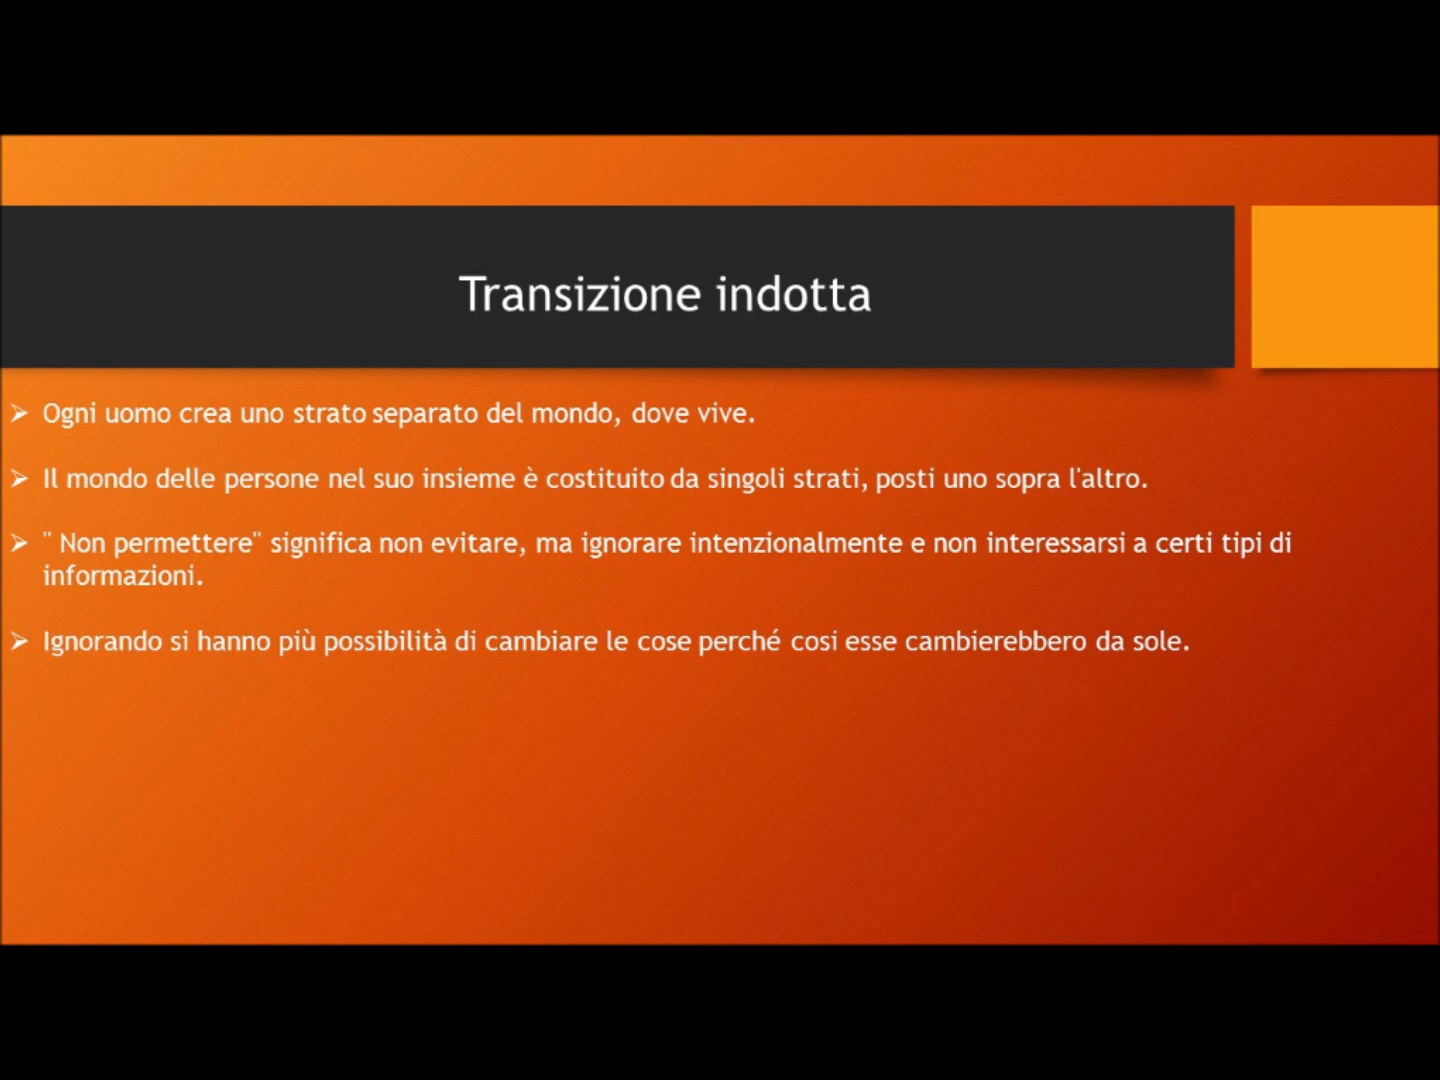 Transizione indotta
➢ Ogni uomo crea uno strato separato del mondo, dove vive.
➢ Il mondo delle persone nel suo insieme è costituito da singoli strati, posti uno sopra l'altro.
➢ " Non permettere" significa non evitare, ma ignorare intenzionalmente e non interessarsi a certi tipi di
informazioni.
➢ Ignorando si hanno più possibilità di cambiare le cose perché cosi esse cambierebbero da sole.